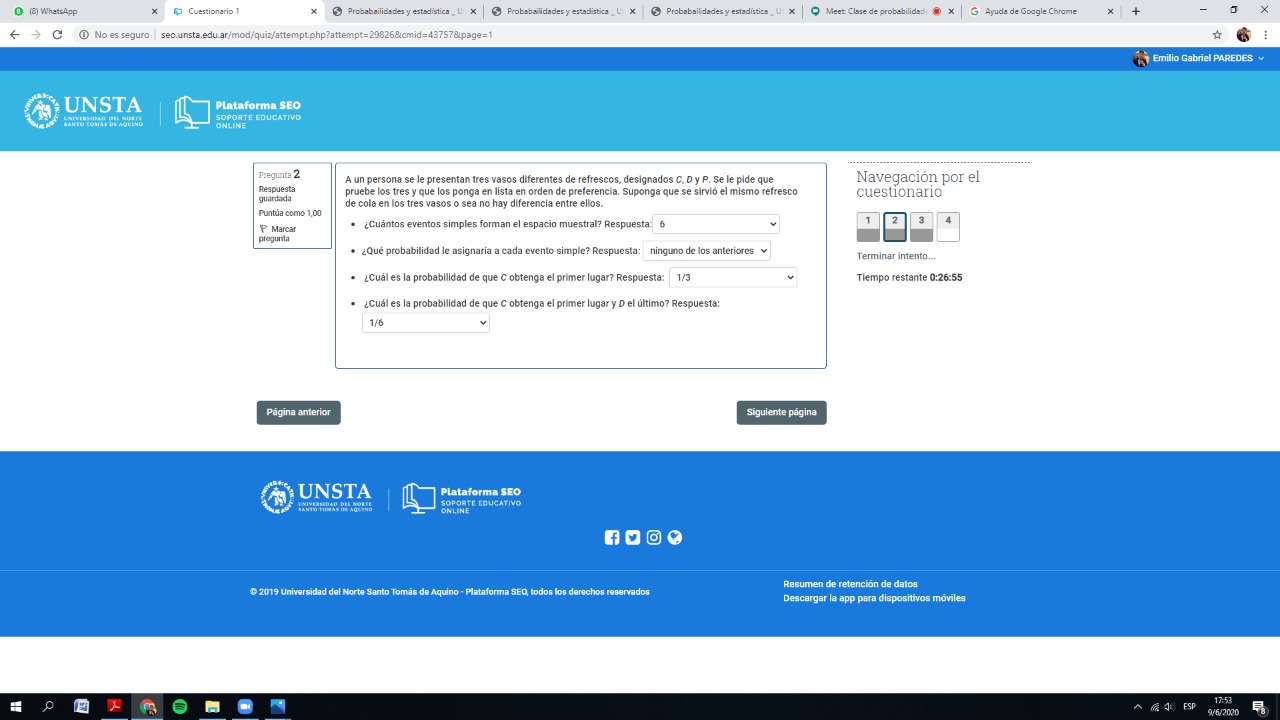 (8) WhatsApp
Cuestionario 1
Probabailidades y estadística _ U
Probabailidades y estadística _ U
Probabailidades y estadística _ U
Meet: Clase de probabilidad
Ayuda de Google Chrome
No es seguro | seo.unsta.edu.ar/mod/quiz/attempt.php?attempt=29826&cmid=43757&page=1
Emilio Gabriel PAREDES
UNSTA
UNIVERSIDAD DEL NORTE
SANTO TOMÁS DE AQUINO
Plataforma SEO
SOPORTE EDUCATIVO
ONLINE
Pregunta 2
Respuesta
guardada
Puntúa como 1,00
Marcar
pregunta
A un persona se le presentan tres vasos diferentes de refrescos, designados C, D y P. Se le pide que
pruebe los tres y que los ponga en lista en orden de preferencia. Suponga que se sirvió el mismo refresco
de cola en los tres vasos o sea no hay diferencia entre ellos.
• ¿Cuántos eventos simples forman el espacio muestral? Respuesta: 6
• ¿Qué probabilidad le asignaría a cada evento simple? Respuesta: ninguno de los anteriores
• ¿Cuál es la probabilidad de que C obtenga el primer lugar? Respuesta: 1/3
• ¿Cuál es la probabilidad de que C obtenga el primer lugar y D el último? Respuesta:
1/6
Navegación por el
cuestionario
1 2 3 4
Terminar intento...
Tiempo restante 0:26:55
Página anterior
Siguiente página
UNSTA
UNIVERSIDAD DEL NORTE
SANTO TOMÁS DE AQUINO
Plataforma SEO
SOPORTE EDUCATIVO
ONLINE
© 2019 Universidad del Norte Santo Tomás de Aquino - Plataforma SEO, todos los derechos reservados
Resumen de retención de datos
Descargar la app para dispositivos móviles
ESP
17:53
9/6/2020
8